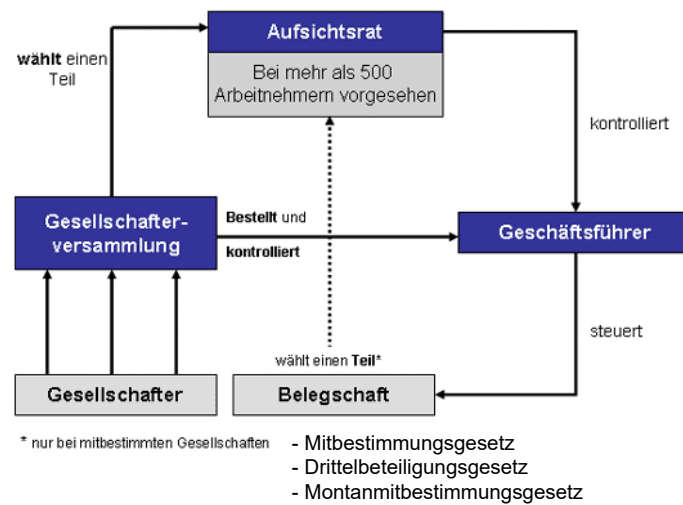 Aufsichtsrat
Bei mehr als 500
Arbeitnehmern vorgesehen
wählt einen
Teil
kontrolliert
Gesellschafter-
versammlung
Bestellt und
kontrolliert
Geschäftsführer
steuert
wählt einen Teil*
Gesellschafter
Belegschaft
* nur bei mitbestimmten Gesellschaften
- Mitbestimmungsgesetz
- Drittelbeteiligungsgesetz
- Montanmitbestimmungsgesetz